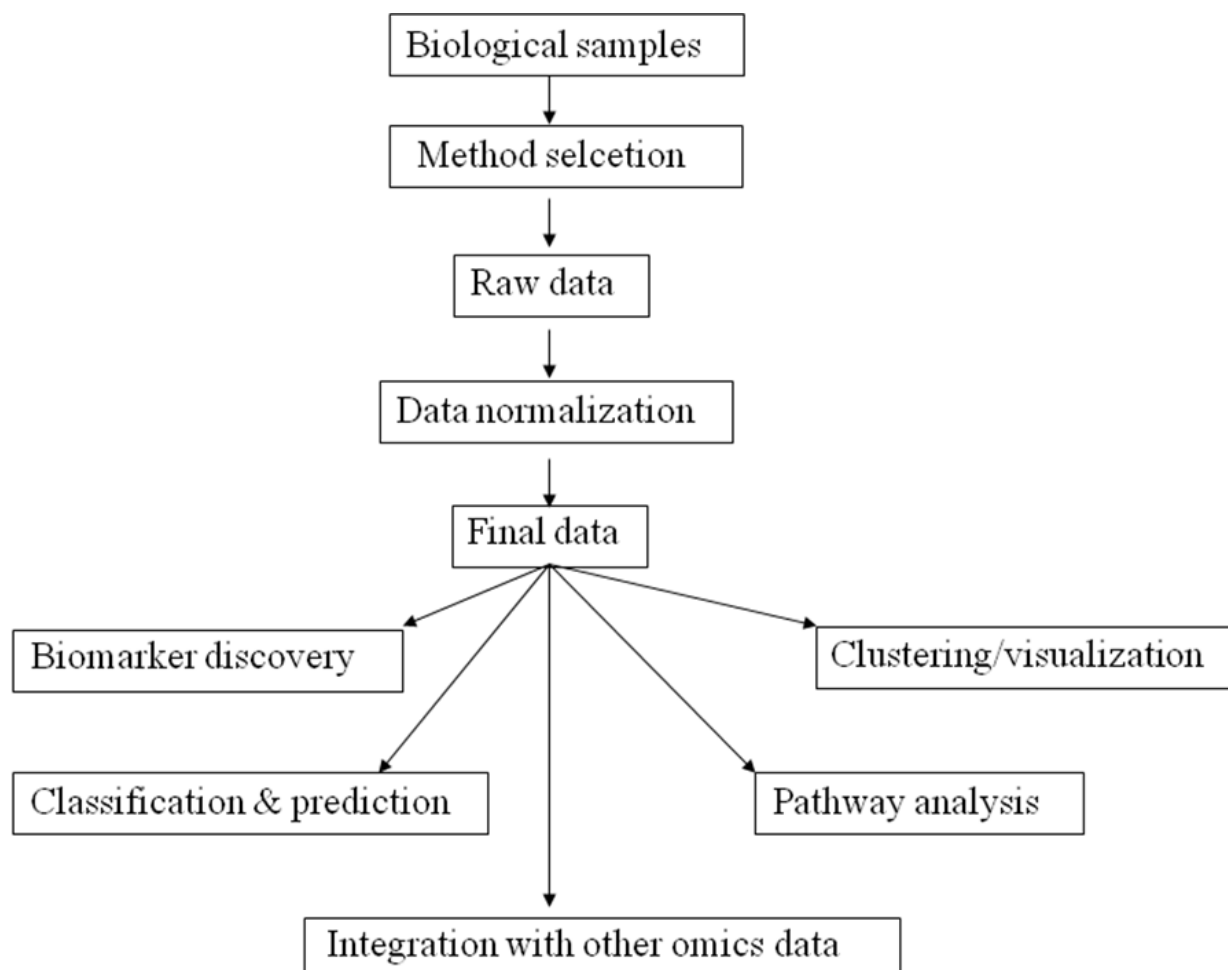 Biological samples
Method selcetion
Raw data
Data normalization
Final data
Biomarker discovery
Clustering/visualization
Classification & prediction
Pathway analysis
Integration with other omics data